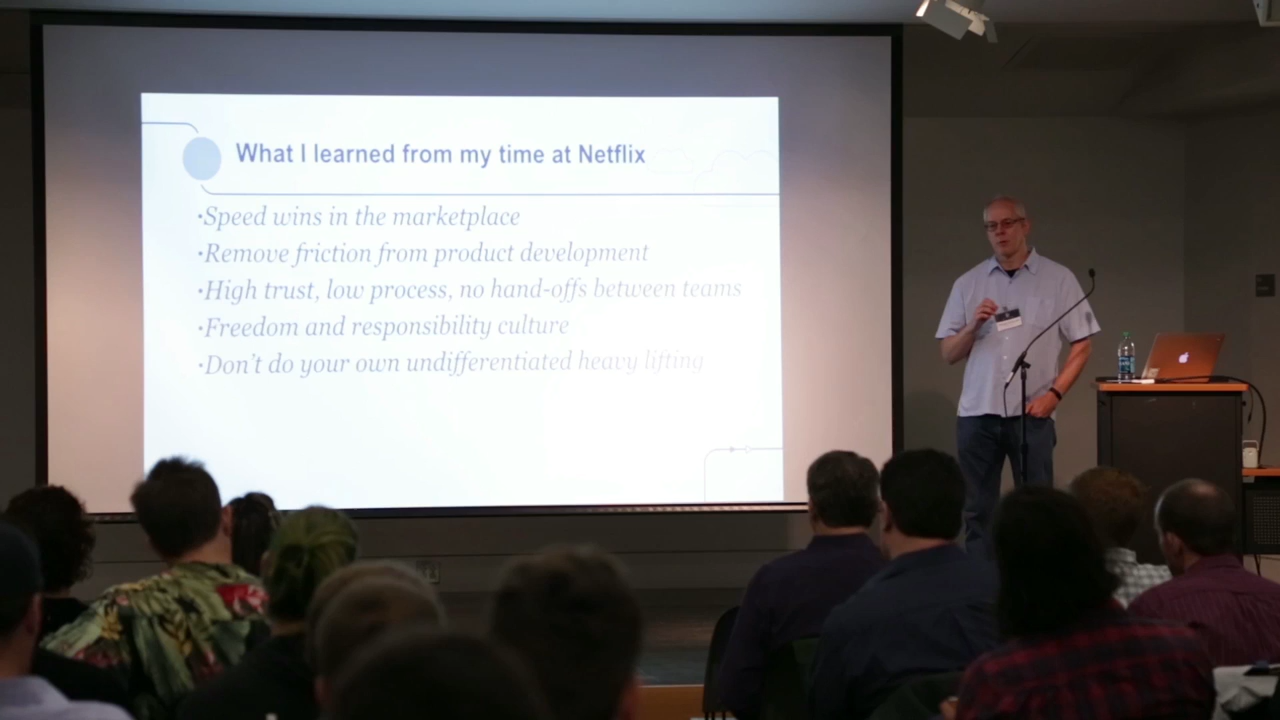 What I learned from my time at Netflix
·Speed wins in the marketplace
·Remove friction from product development
·High trust, low process, no hand-offs between teams
·Freedom and responsibility culture
·Don't do your own undifferentiated heavy lifting